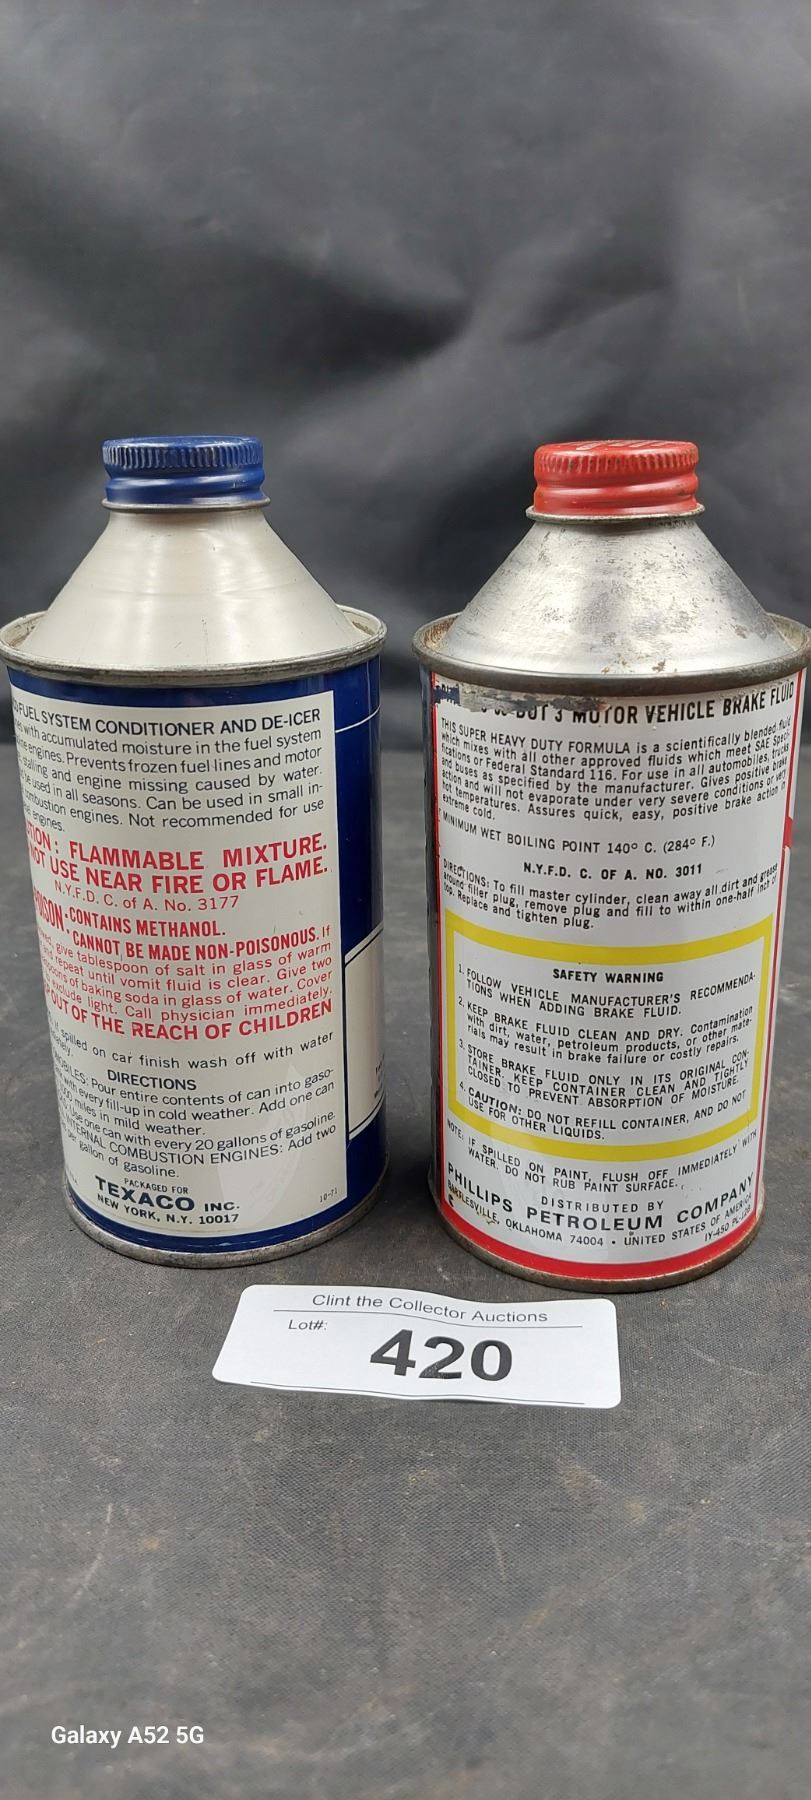 FUEL SYSTEM CONDITIONER AND DE-ICER
with accumulated moisture in the fuel system
engines. Prevents frozen fuel lines and motor
stalling and engine missing caused by water.
be used in all seasons. Can be used in small in-
combustion engines. Not recommended for use
engines.
FLAMMABLE MIXTURE.
NOT USE NEAR FIRE OR FLAME.
N.Y.F.D. C. of A. No. 3177
POISON: CONTAINS METHANOL.
CANNOT BE MADE NON-POISONOUS. If
give tablespoon of salt in glass of warm
and repeat until vomit fluid is clear. Give two
of baking soda in glass of water. Cover
exclude light. Call physician immediately.
OUT OF THE REACH OF CHILDREN
If spilled on car finish wash off with water
DIRECTIONS
Pour entire contents of can into gaso-
with every fill-up in cold weather. Add one can
miles in mild weather.
Use one can with every 20 gallons of gasoline.
INTERNAL COMBUSTION ENGINES: Add two
per gallon of gasoline.
PACKAGED FOR
TEXACO INC.
NEW YORK, N.Y. 10017
10-71
DOT 3 MOTOR VEHICLE BRAKE FLUID
THIS SUPER HEAVY DUTY FORMULA is a scientifically blended fluid
which mixes with all other approved fluids which meet SAE Speci-
fications or Federal Standard 116. For use in all automobiles, trucks
and buses as specified by the manufacturer. Gives positive brake
action and will not evaporate under very severe conditions or very
hot temperatures. Assures quick, easy, positive brake action in
extreme cold.
MINIMUM WET BOILING POINT 140° C. (284° F.)
N.Y.F.D. C. OF A. NO. 3011
DIRECTIONS: To fill master cylinder, clean away all dirt and grease
around filler plug, remove plug and fill to within one-half inch of
top. Replace and tighten plug.
SAFETY WARNING
1. FOLLOW VEHICLE MANUFACTURER'S RECOMMENDA-
TIONS WHEN ADDING BRAKE FLUID.
2. KEEP BRAKE FLUID CLEAN AND DRY. Contamination
with dirt, water, petroleum products, or other mate-
rials may result in brake failure or costly repairs.
3. STORE BRAKE FLUID ONLY IN ITS ORIGINAL CON-
TAINER. KEEP CONTAINER CLEAN AND TIGHTLY
CLOSED TO PREVENT ABSORPTION OF MOISTURE.
4. CAUTION: DO NOT REFILL CONTAINER, AND DO NOT
USE FOR OTHER LIQUIDS.
NOTE: IF SPILLED ON PAINT, FLUSH OFF IMMEDIATELY WITH
WATER. DO NOT RUB PAINT SURFACE.
DISTRIBUTED BY
PHILLIPS PETROLEUM COMPANY
BARTLESVILLE, OKLAHOMA 74004 • UNITED STATES OF AMERICA
Clint the Collector Auctions
Lot#:
420
Galaxy A52 5G